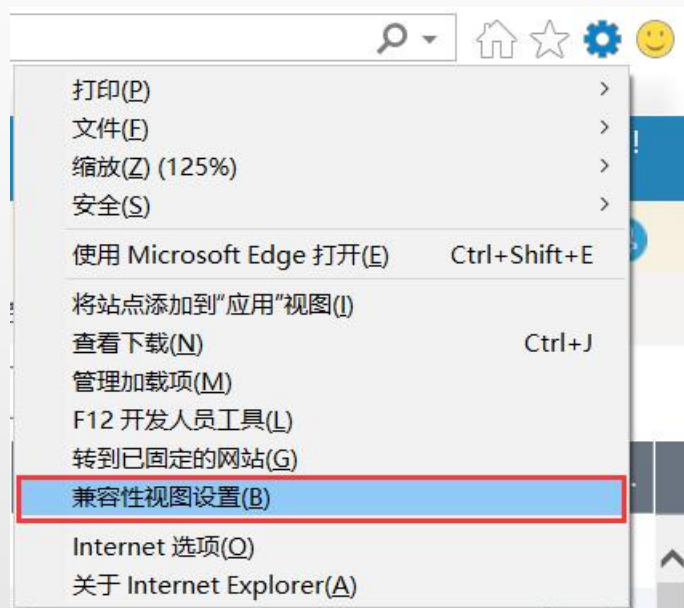 打印(P)
文件(F)
缩放(Z) (125%)
安全(S)
使用 Microsoft Edge 打开(E) Ctrl+Shift+E
将站点添加到“应用”视图(I)
查看下载(N) Ctrl+J
管理加载项(M)
F12 开发人员工具(L)
转到已固定的网站(G)
兼容性视图设置(B)
Internet 选项(O)
关于 Internet Explorer(A)